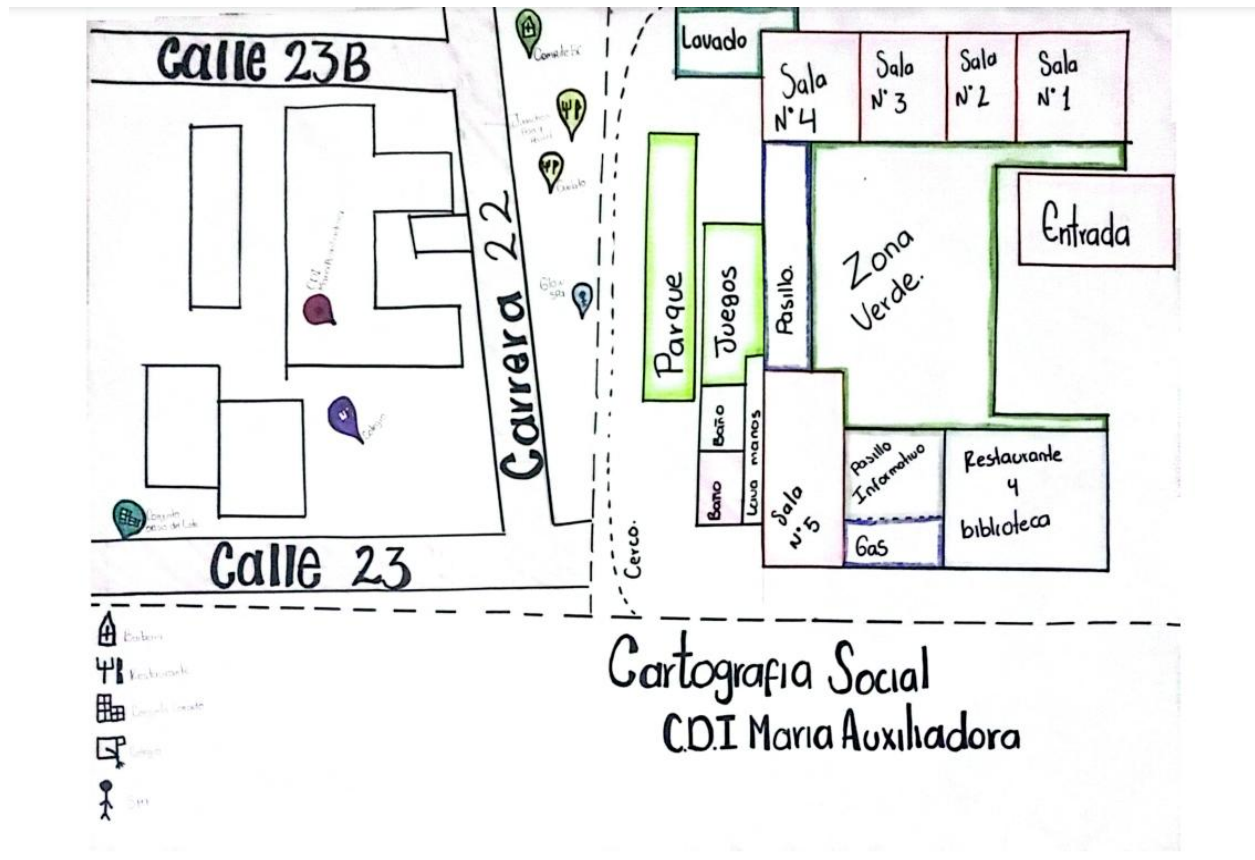 Calle 23B
Carrera 22
Calle 23
Colegio
Restaurante
Lavado
Sala
N° 4
Sala
N° 3
Sala
N° 2
Sala
N° 1
Parque
Juegos
Pasillo.
Zona
Verde.
Entrada
Baño
Baño
Lava manos
Sala
N° 5
Pasillo
Informativo
Gas
Restaurante
y
biblioteca
Cerco.
Cartografia Social
C.D.I Maria Auxiliadora